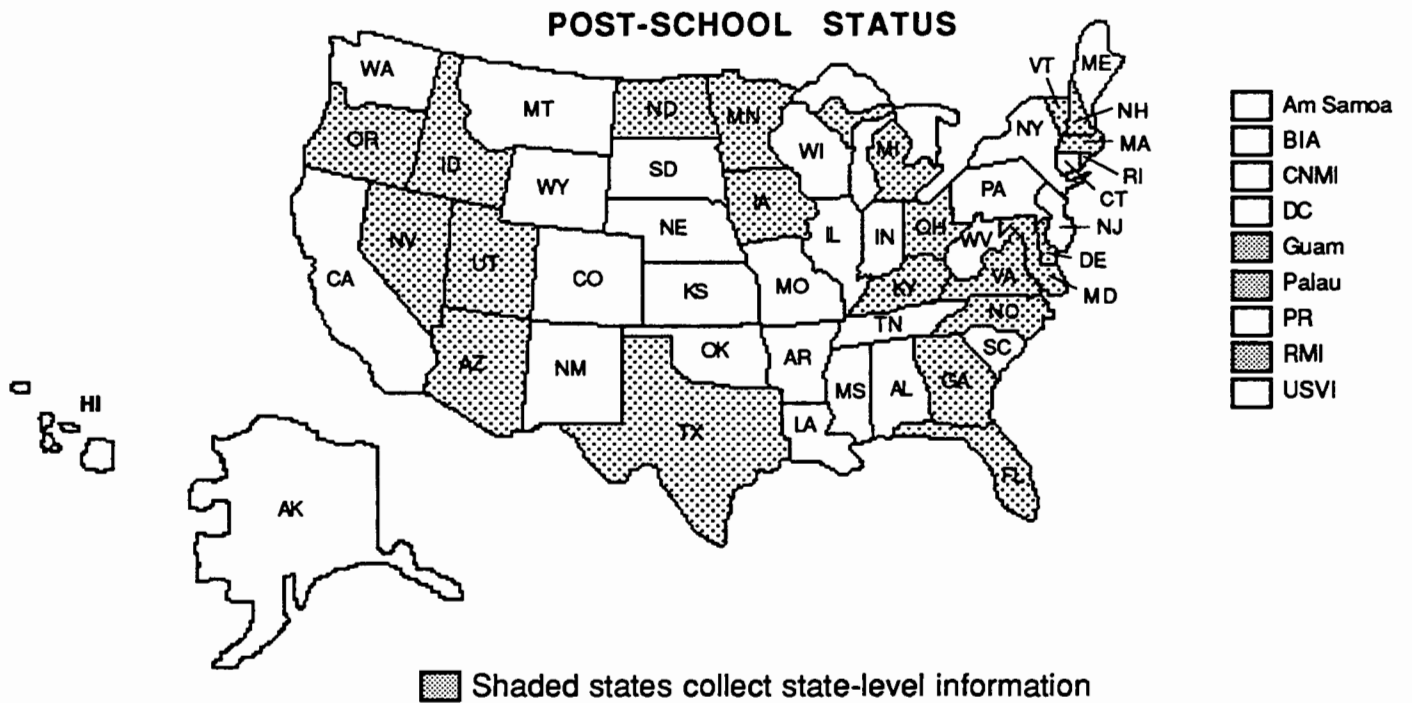 POST-SCHOOL STATUS
WA
MT
ND
MN
VT
ME
NH
MA
RI
CT
NY
OR
ID
WY
SD
WI
MI
PA
NJ
DE
MD
NV
UT
CO
NE
IA
IL
IN
OH
WV
VA
CA
KS
MO
KY
NC
TN
SC
AZ
NM
OK
AR
MS
AL
GA
TX
LA
FL
HI
AK
Am Samoa
BIA
CNMI
DC
Guam
Palau
PR
RMI
USVI
Shaded states collect state-level information